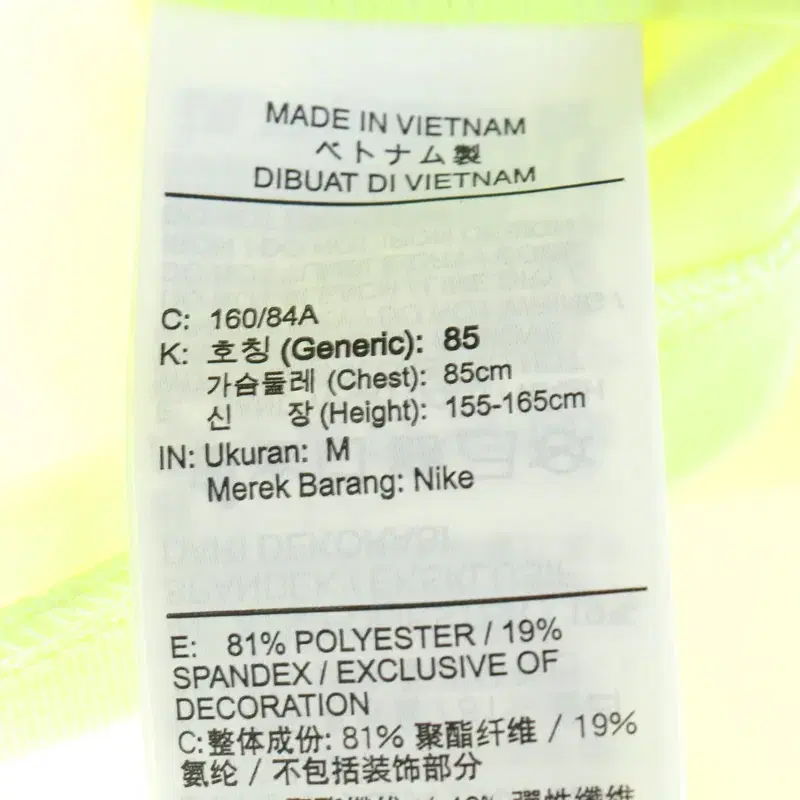 MADE IN VIETNAM
ベトナム製
DIBUAT DI VIETNAM
C: 160/84A
K: 호칭 (Generic): 85
가슴둘레 (Chest): 85cm
신 장 (Height): 155-165cm
IN: Ukuran: M
Merek Barang: Nike
E: 81% POLYESTER / 19%
SPANDEX / EXCLUSIVE OF
DECORATION
C:整体成份: 81% 聚酯纤维 / 19%
氨纶 / 不包括装饰部分